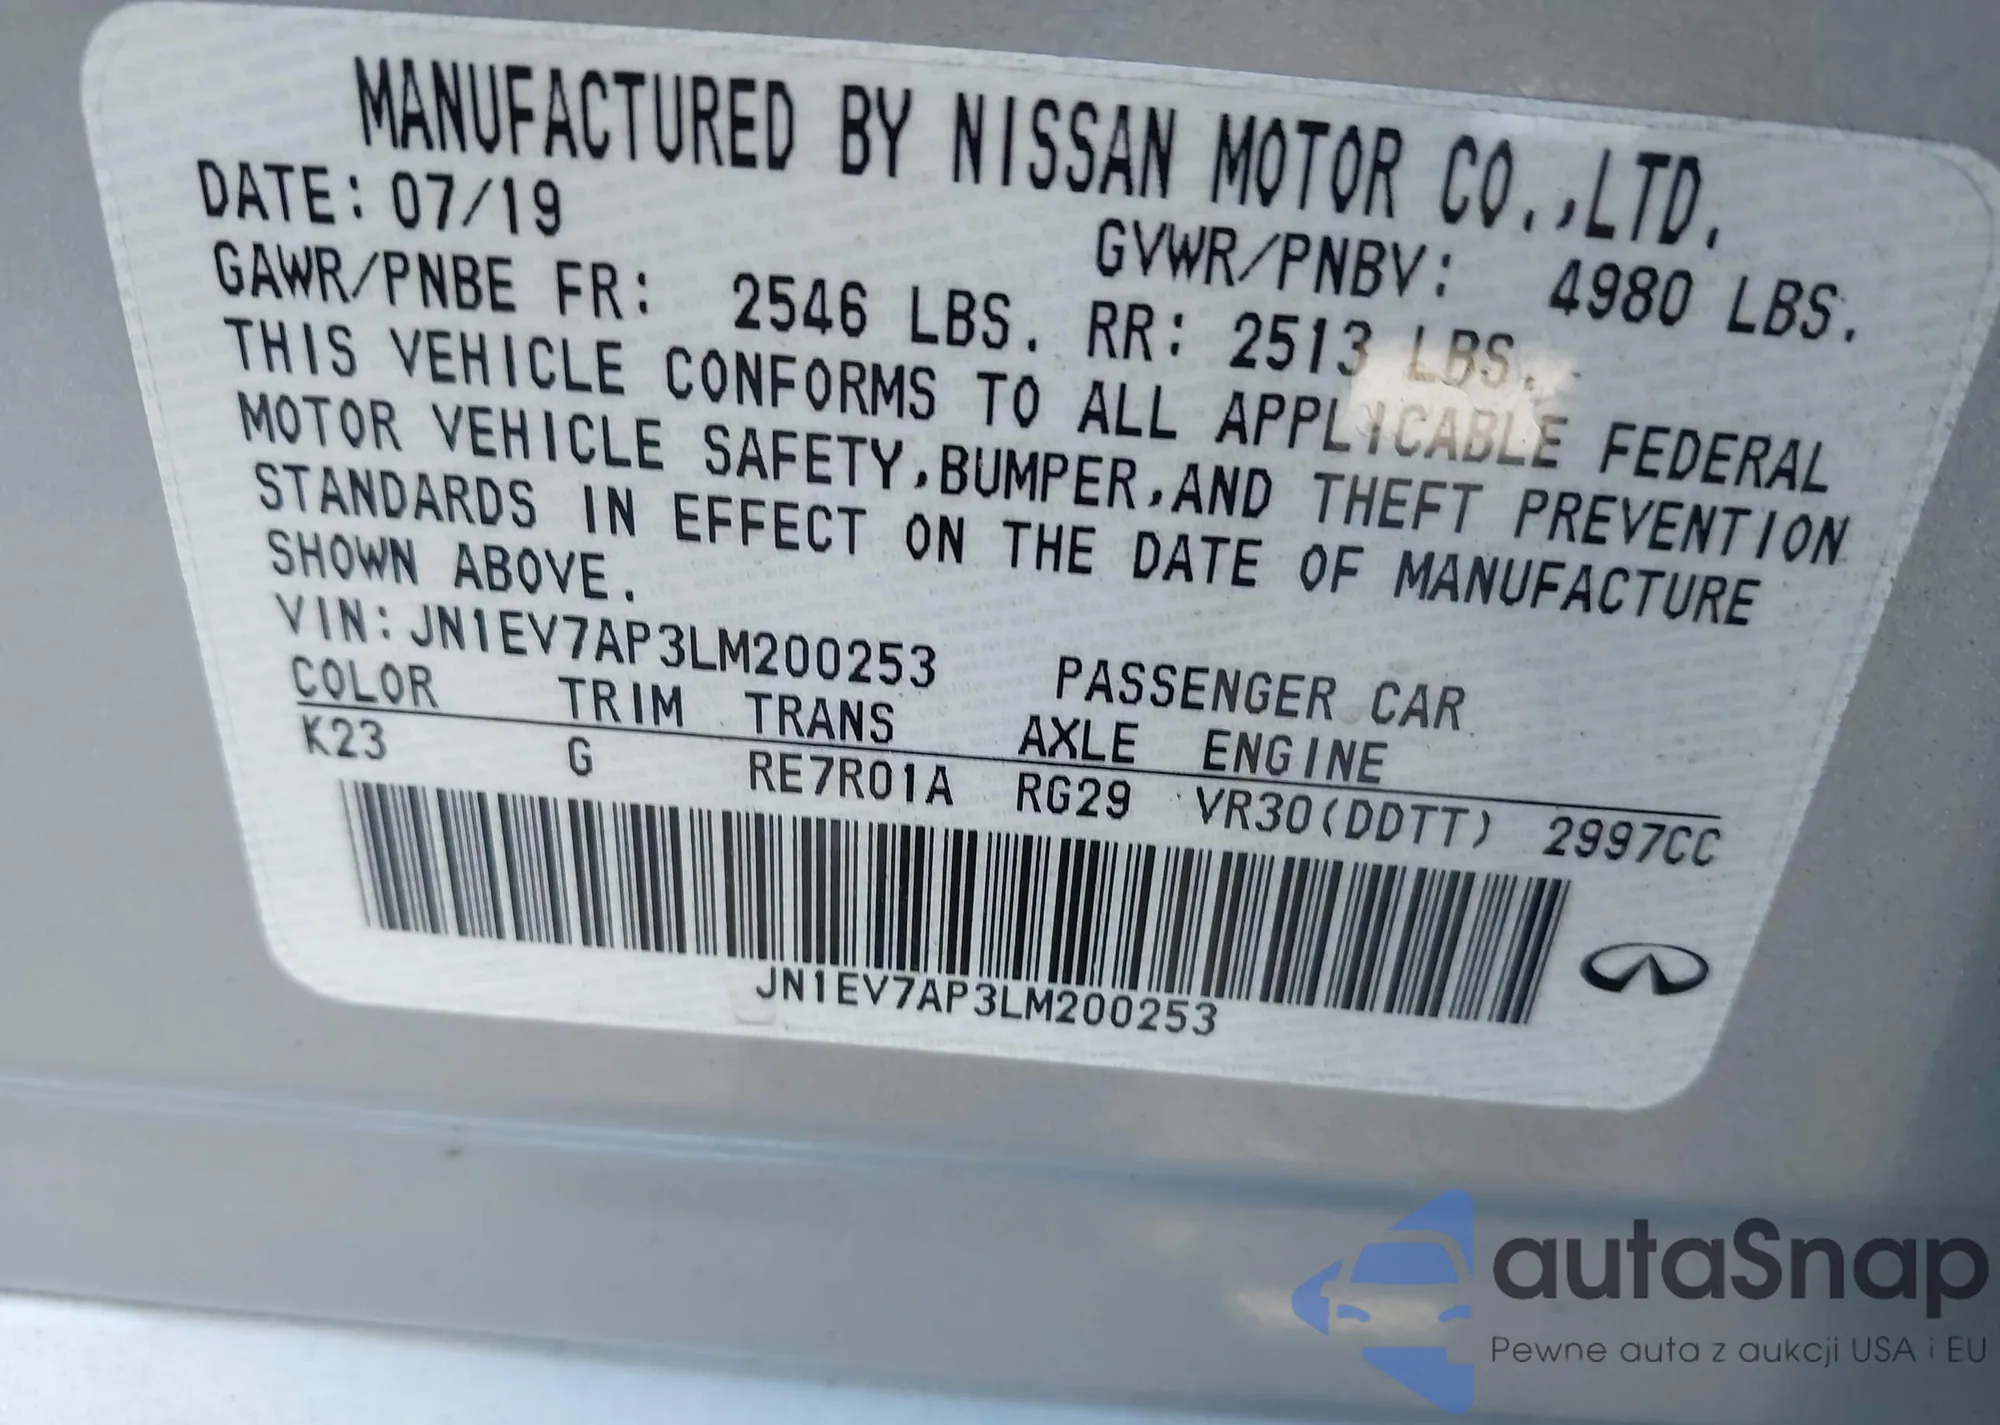 MANUFACTURED BY NISSAN MOTOR CO.,LTD.
DATE: 07/19 GVWR/PNBV: 4980 LBS.
GAWR/PNBE FR: 2546 LBS. RR: 2513 LBS.
THIS VEHICLE CONFORMS TO ALL APPLICABLE FEDERAL
MOTOR VEHICLE SAFETY,BUMPER,AND THEFT PREVENTION
STANDARDS IN EFFECT ON THE DATE OF MANUFACTURE
SHOWN ABOVE.
VIN:JN1EV7AP3LM200253 PASSENGER CAR
COLOR TRIM TRANS AXLE ENGINE
K23 G RE7R01A RG29 VR30(DDTT) 2997CC
JN1EV7AP3LM200253
autaSnap
Pewne auta z aukcji USA i EU